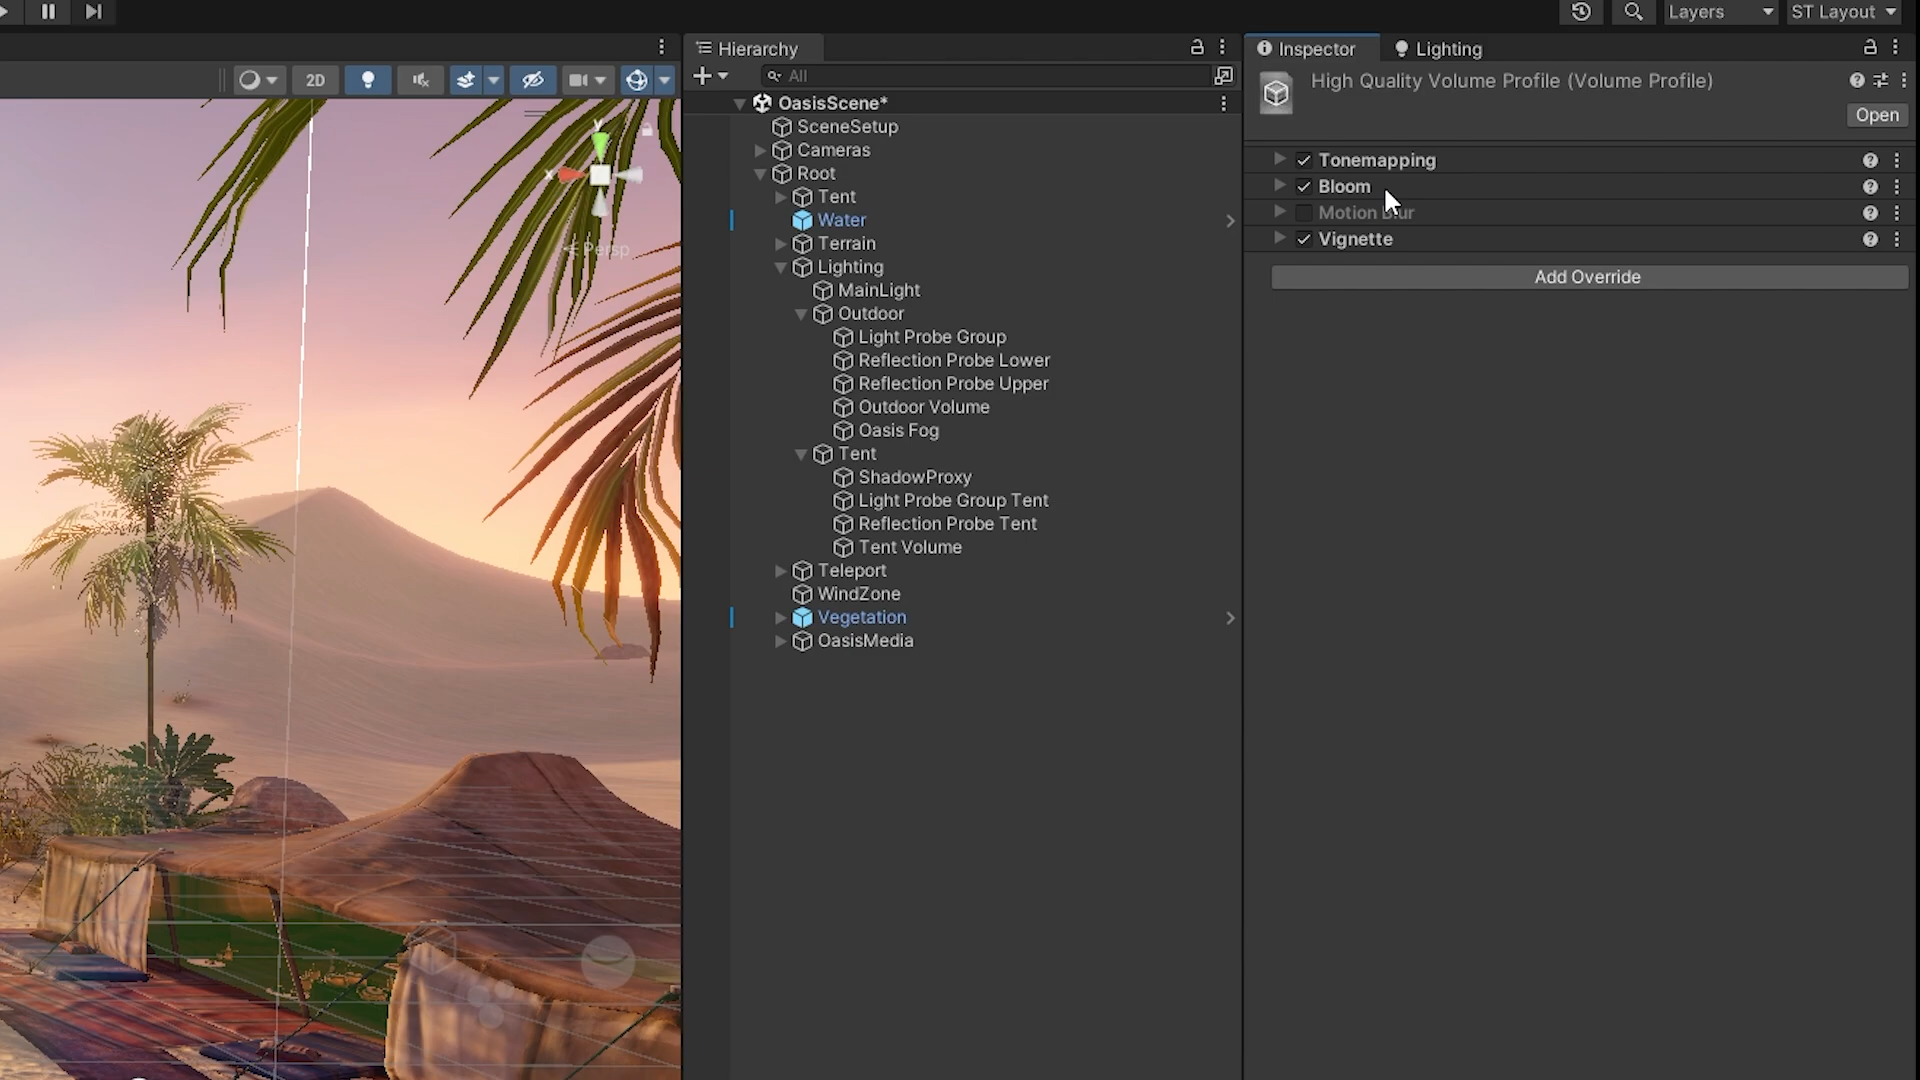 Layers
ST Layout
Hierarchy
Inspector
Lighting
2D
All
High Quality Volume Profile (Volume Profile)
Open
OasisScene*
SceneSetup
Cameras
Root
Tent
Water
Terrain
Lighting
MainLight
Outdoor
Light Probe Group
Reflection Probe Lower
Reflection Probe Upper
Outdoor Volume
Oasis Fog
Tent
ShadowProxy
Light Probe Group Tent
Reflection Probe Tent
Tent Volume
Teleport
WindZone
Vegetation
OasisMedia
Tonemapping
Bloom
Motion Blur
Vignette
Add Override
y
x
Persp